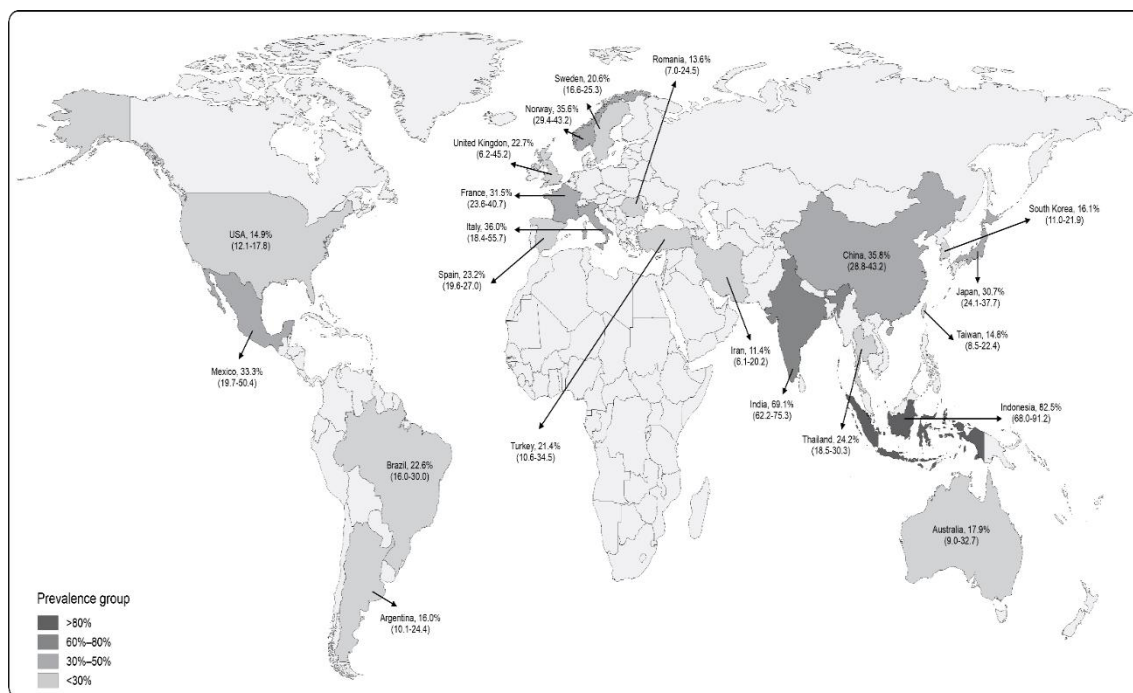 Romania, 13.6%
(7.0-24.5)
Sweden, 20.6%
(16.6-25.3)
Norway, 35.6%
(29.4-43.2)
United Kingdon, 22.7%
(6.2-45.2)
France, 31.5%
(23.6-40.7)
Italy, 36.0%
(18.4-55.7)
Spain, 23.2%
(19.6-27.0)
USA, 14.9%
(12.1-17.8)
Mexico, 33.3%
(19.7-50.4)
South Korea, 16.1%
(11.0-21.9)
China, 35.8%
(28.8-43.2)
Japan, 30.7%
(24.1-37.7)
Taiwan, 14.8%
(8.5-22.4)
Iran, 11.4%
(6.1-20.2)
India, 69.1%
(62.2-75.3)
Indonesia, 82.5%
(68.0-91.2)
Thailand, 24.2%
(18.5-30.3)
Turkey, 21.4%
(10.6-34.5)
Brazil, 22.6%
(16.0-30.0)
Australia, 17.9%
(9.0-32.7)
Argentina, 16.0%
(10.1-24.4)
Prevalence group
>80%
60%–80%
30%–50%
<30%